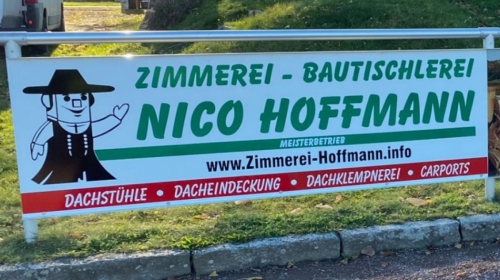 ZIMMEREI - BAUTISCHLEREI
NICO HOFFMANN
MEISTERBETRIEB
www.Zimmerei-Hoffmann.info
DACHSTÜHLE • DACHEINDECKUNG • DACHKLEMPNEREI • CARPORTS